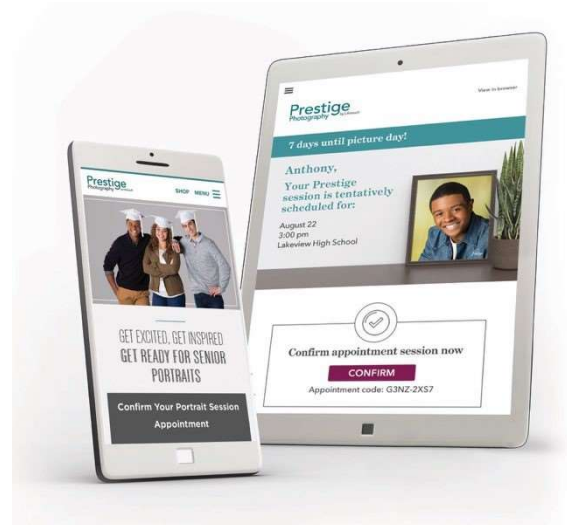 Prestige
Photography
SHOP MENU
GET EXCITED, GET INSPIRED
GET READY FOR SENIOR
PORTRAITS
Confirm Your Portrait Session
Appointment
View in browser
Prestige
Photography
7 days until picture day!
Anthony,
Your Prestige
session is tentatively
scheduled for:
August 22
3:00 pm
Lakeview High School
Confirm appointment session now
CONFIRM
Appointment code: G3NZ-2XS7